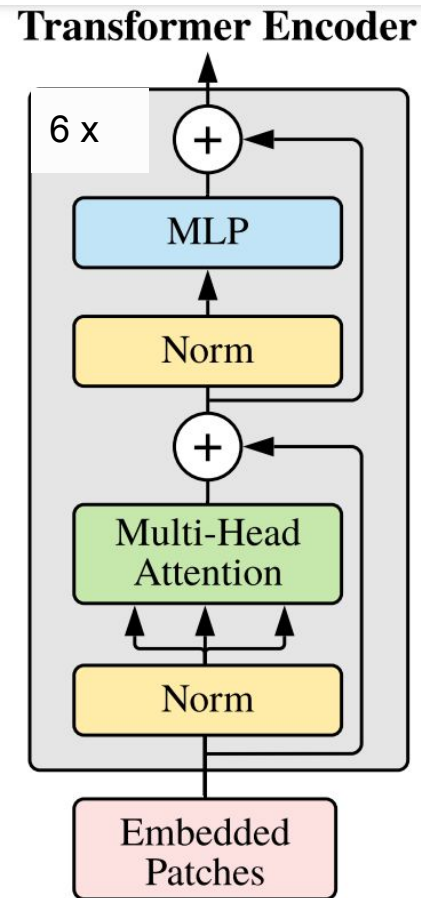 Transformer Encoder
6 x
+
MLP
Norm
+
Multi-Head
Attention
Norm
Embedded
Patches